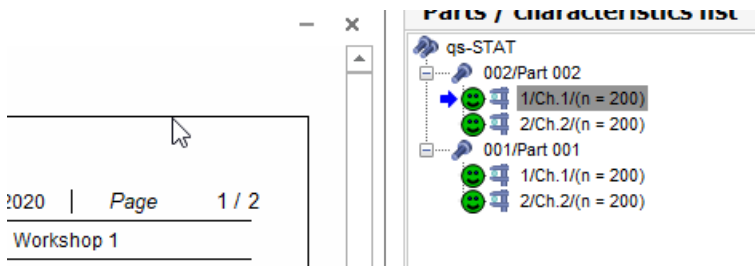 Parts / characteristics list
qs-STAT
002/Part 002
1/Ch.1/(n = 200)
2/Ch.2/(n = 200)
001/Part 001
1/Ch.1/(n = 200)
2/Ch.2/(n = 200)
2020 | Page 1 / 2
Workshop 1